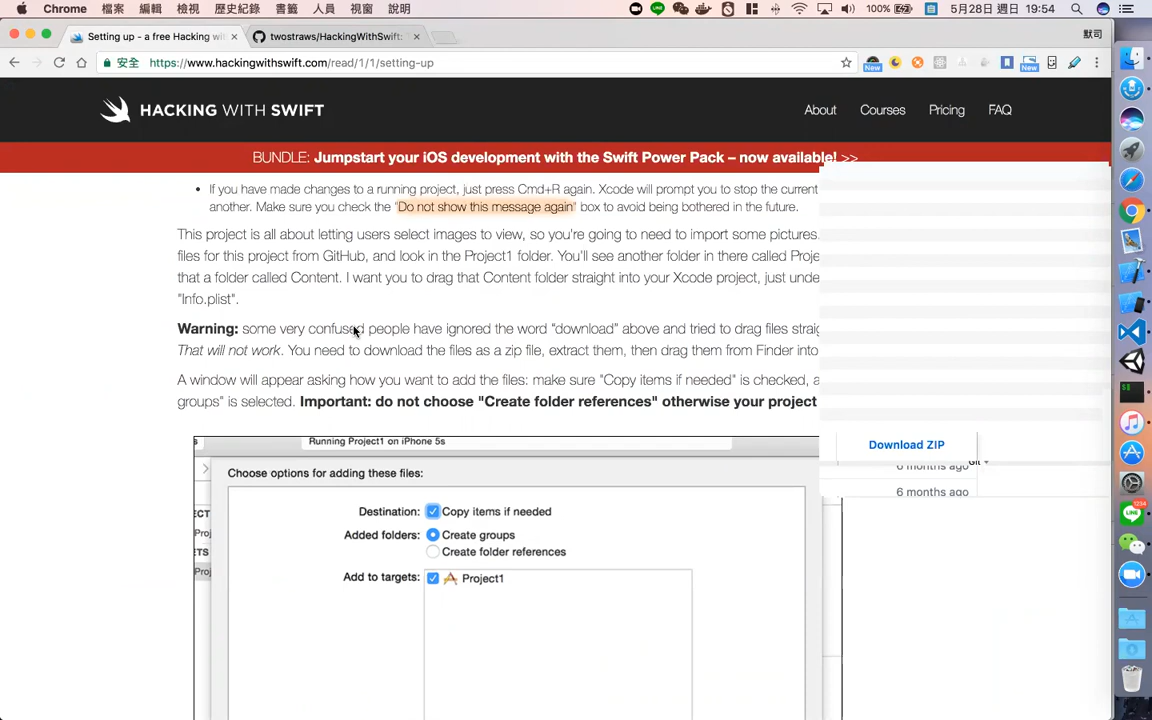 Chrome 檔案 編輯 檢視 歷史紀錄 書籤 人員 視窗 說明 100% 5月28日 週日 19:54
Setting up - a free Hacking wit × twostraws/HackingWithSwift: × 默司
安全 https://www.hackingwithswift.com/read/1/1/setting-up New New
HACKING WITH SWIFT About Courses Pricing FAQ
BUNDLE: Jumpstart your iOS development with the Swift Power Pack – now available! >>
• If you have made changes to a running project, just press Cmd+R again. Xcode will prompt you to stop the current
another. Make sure you check the "Do not show this message again" box to avoid being bothered in the future.
This project is all about letting users select images to view, so you're going to need to import some pictures.
files for this project from GitHub, and look in the Project1 folder. You'll see another folder in there called Proje
that a folder called Content. I want you to drag that Content folder straight into your Xcode project, just unde
"Info.plist".
Warning: some very confused people have ignored the word "download" above and tried to drag files straig
That will not work. You need to download the files as a zip file, extract them, then drag them from Finder into
A window will appear asking how you want to add the files: make sure "Copy items if needed" is checked, a
groups" is selected. Important: do not choose "Create folder references" otherwise your project
Download ZIP
6 months ago
6 months ago
Running Project1 on iPhone 5s
Choose options for adding these files:
Destination: Copy items if needed
Added folders: Create groups
Create folder references
Add to targets: Project1
1234